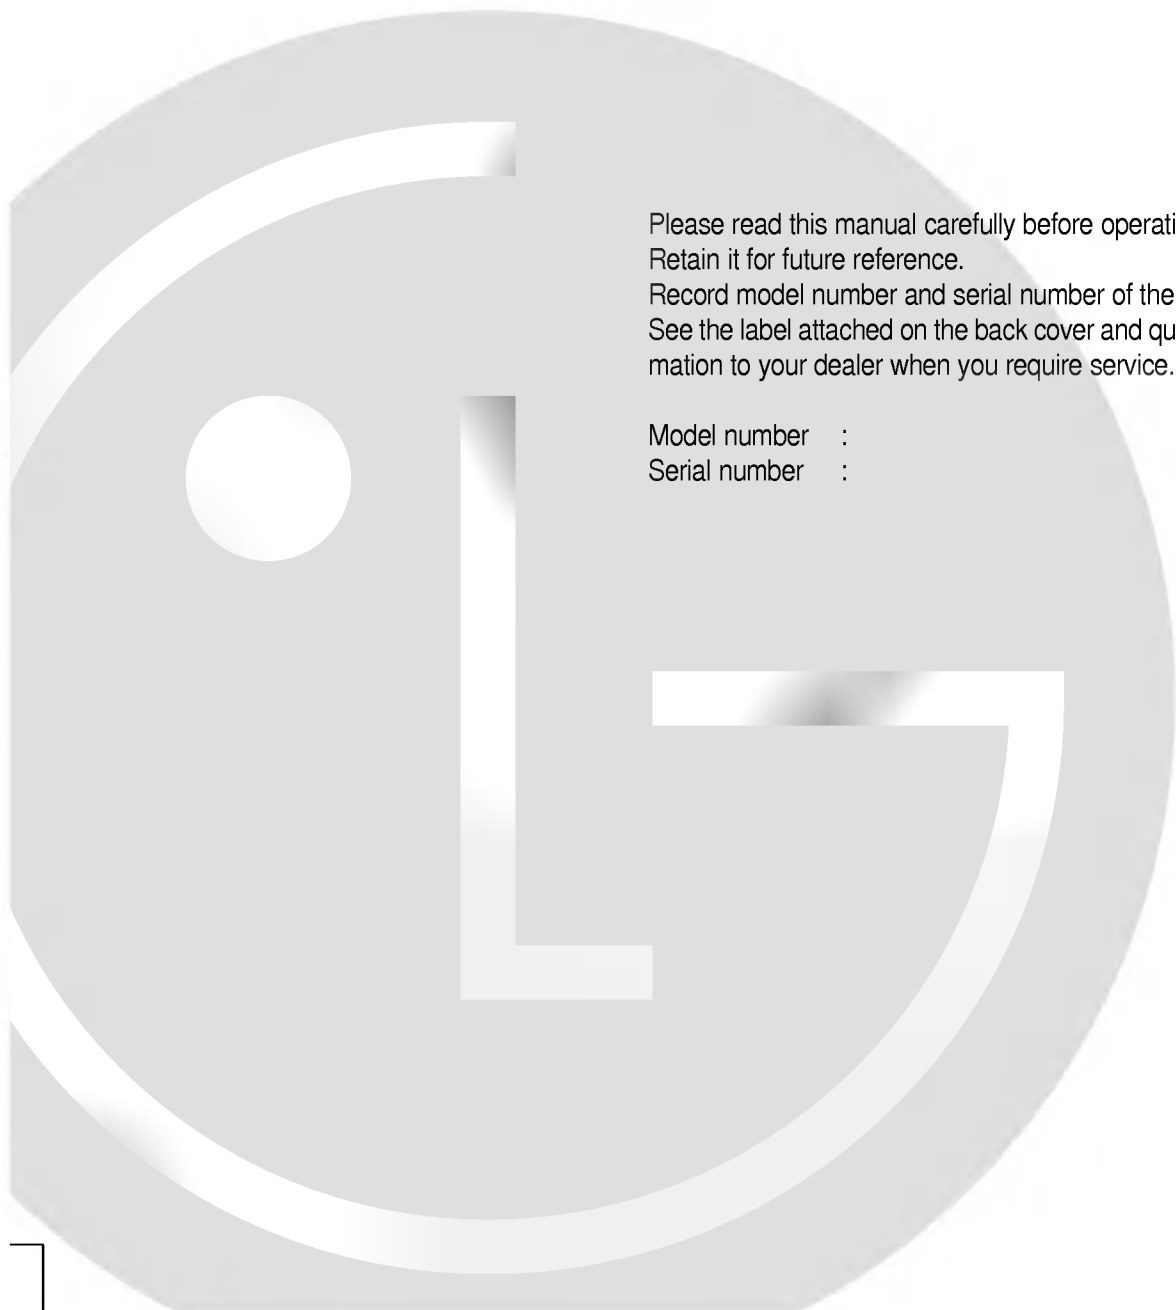 Please read this manual carefully before operati
Retain it for future reference.
Record model number and serial number of the
See the label attached on the back cover and qu
mation to your dealer when you require service.
Model number :
Serial number :